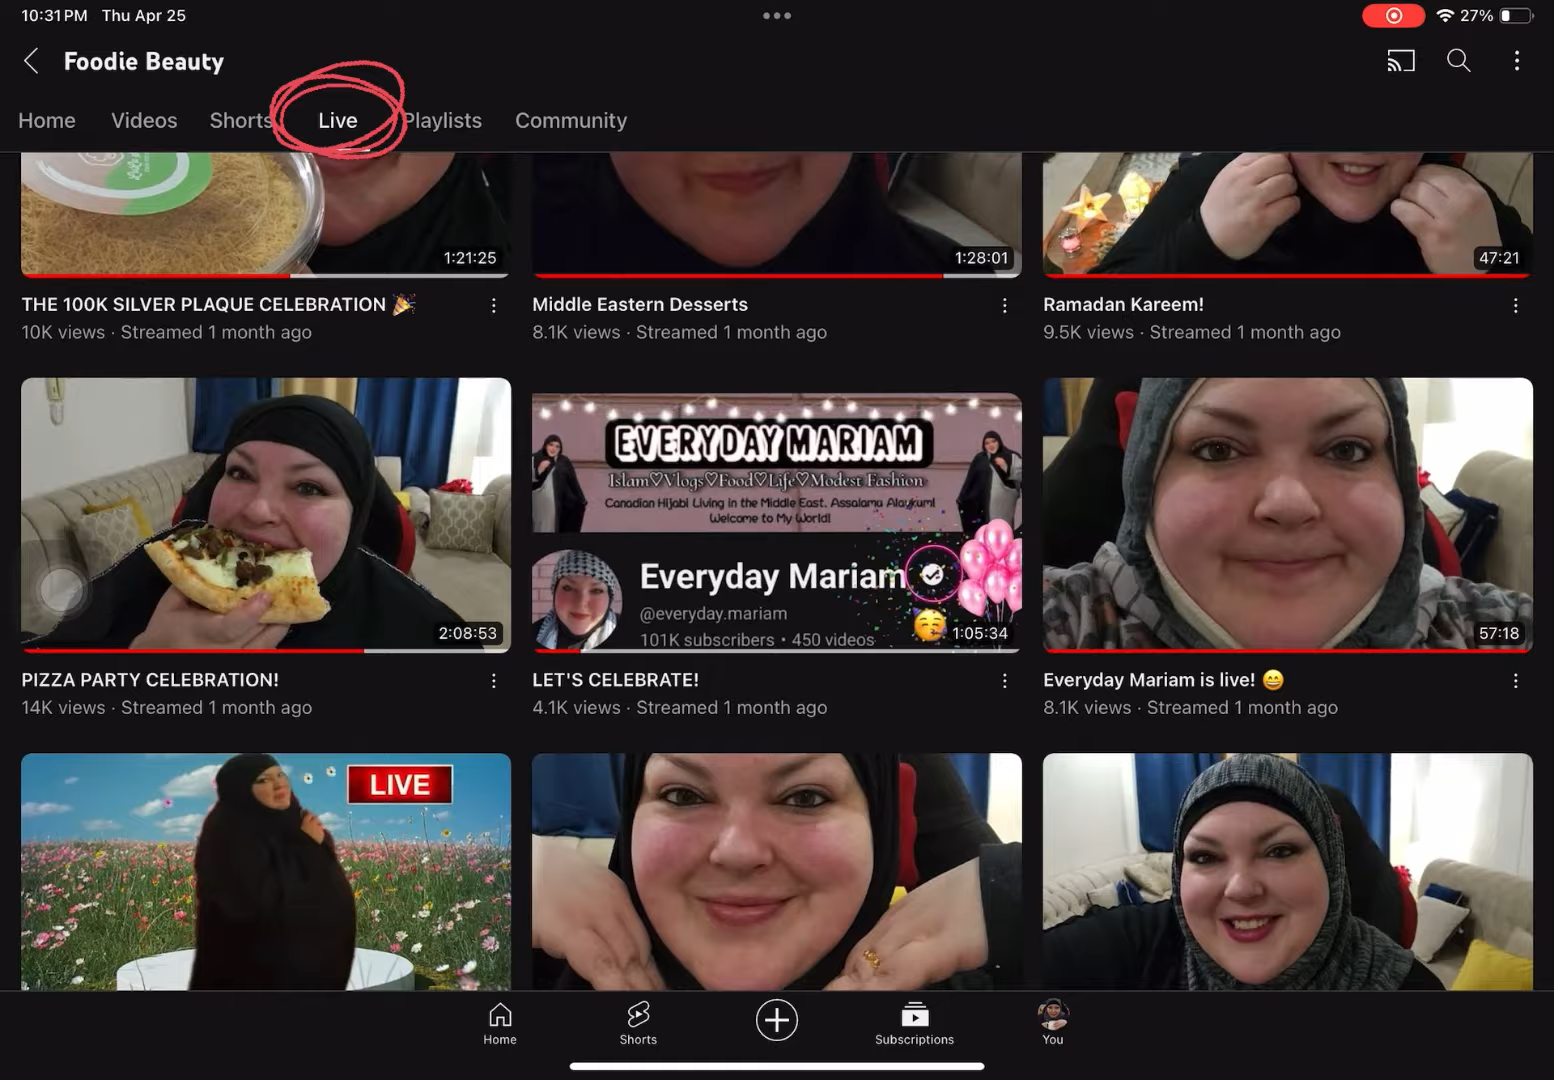 10:31 PM Thu Apr 25
27%
Foodie Beauty
Home Videos Shorts Live Playlists Community
1:21:25
1:28:01
47:21
THE 100K SILVER PLAQUE CELEBRATION 🎉
10K views · Streamed 1 month ago
Middle Eastern Desserts
8.1K views · Streamed 1 month ago
Ramadan Kareem!
9.5K views · Streamed 1 month ago
2:08:53
EVERYDAY MARIAM
Islam♡Vlogs♡Food♡Life♡Modest Fashion
Canadian Hijabi Living in the Middle East. Assalamu Alaykum!
Welcome to My World!
Everyday Mariam
@everyday.mariam
101K subscribers • 450 videos
1:05:34
57:18
PIZZA PARTY CELEBRATION!
14K views · Streamed 1 month ago
LET'S CELEBRATE!
4.1K views · Streamed 1 month ago
Everyday Mariam is live! 😄
8.1K views · Streamed 1 month ago
LIVE
Home
Shorts
Subscriptions
You